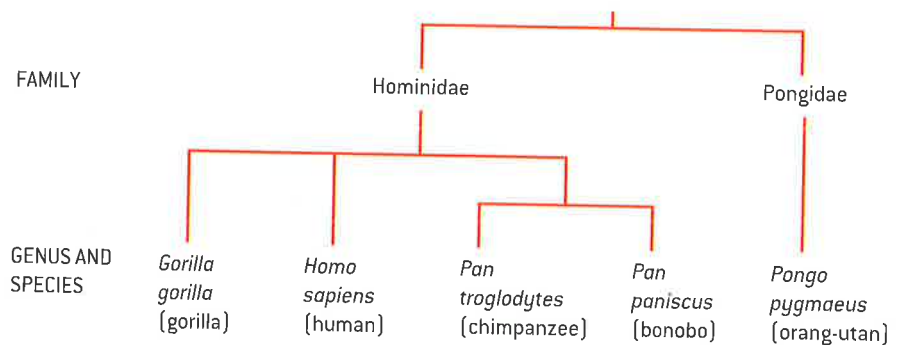 FAMILY
Hominidae
Pongidae
GENUS AND
SPECIES
Gorilla
gorilla
(gorilla)
Homo
sapiens
(human)
Pan
troglodytes
(chimpanzee)
Pan
paniscus
(bonobo)
Pongo
pygmaeus
(orang-utan)